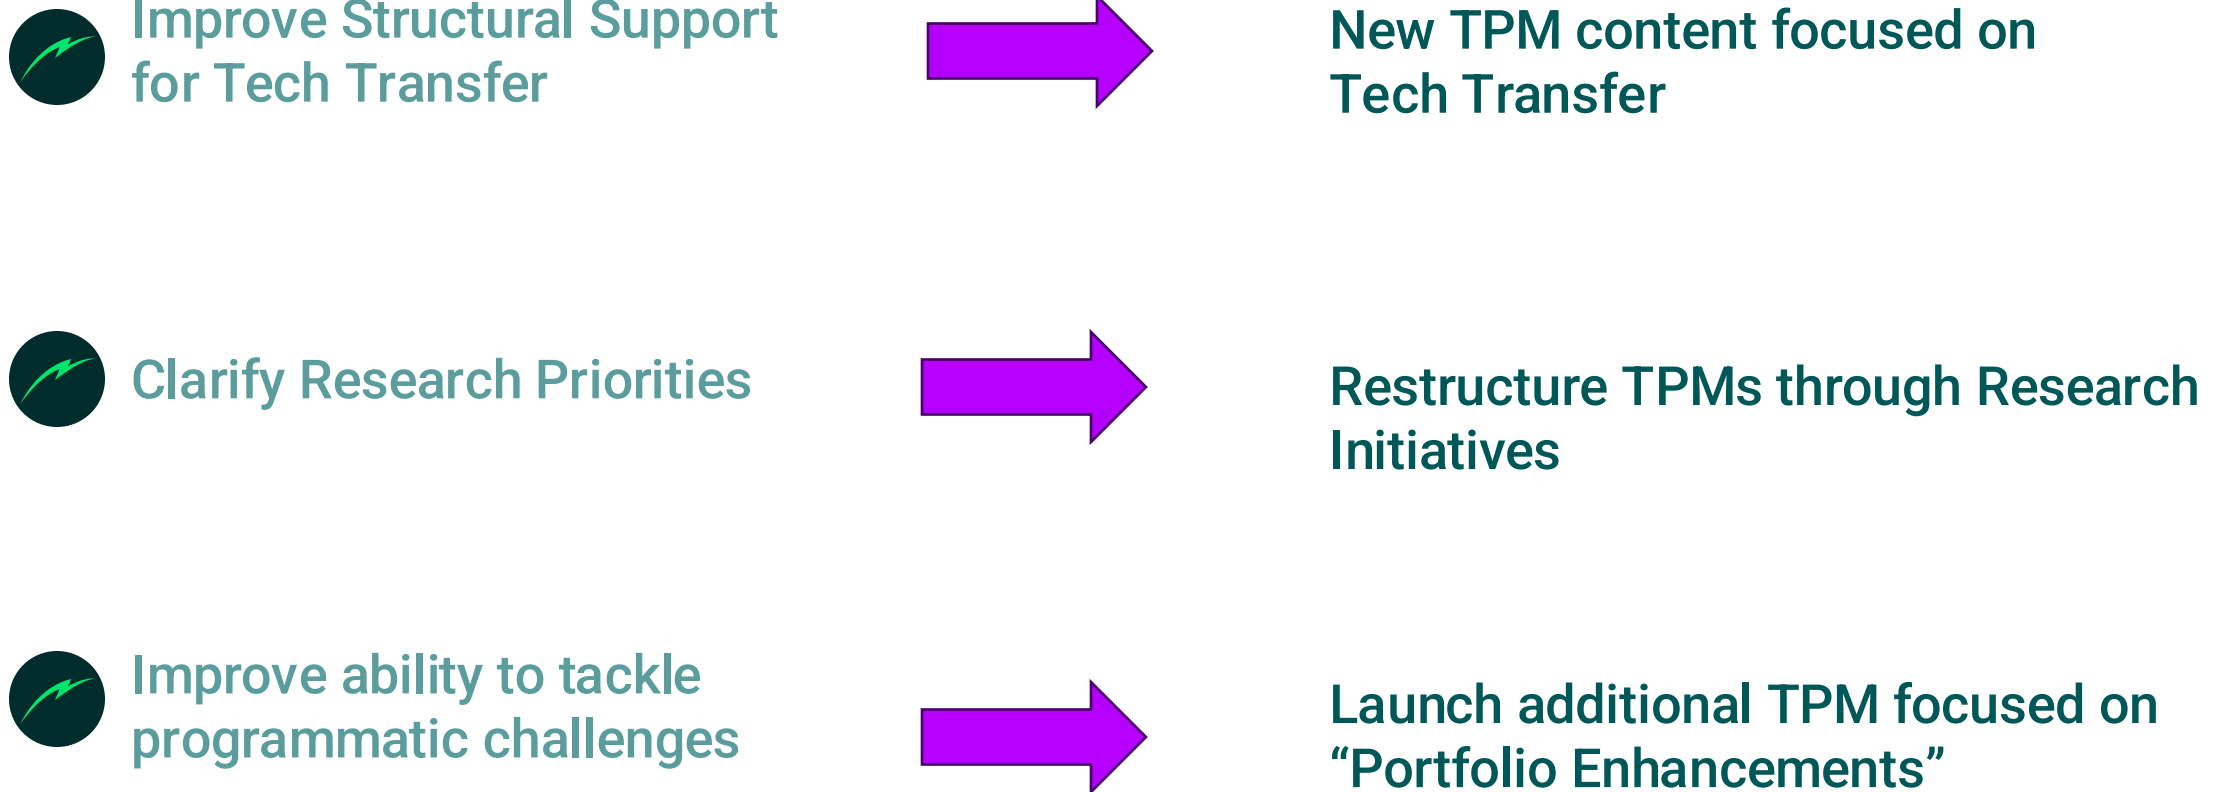 Improve Structural Support
for Tech Transfer
New TPM content focused on
Tech Transfer
Clarify Research Priorities
Restructure TPMs through Research
Initiatives
Improve ability to tackle
programmatic challenges
Launch additional TPM focused on
“Portfolio Enhancements”